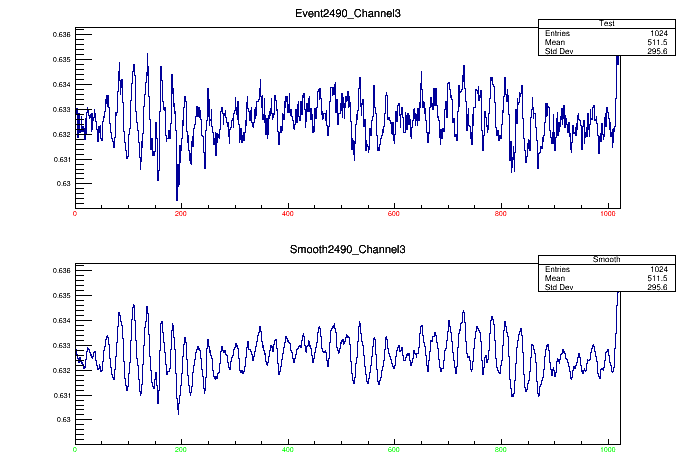 Event2490_Channel3
Test
Entries 1024
Mean 511.5
Std Dev 295.6
0.636
0.635
0.634
0.633
0.632
0.631
0.63
0 200 400 600 800 1000
Smooth2490_Channel3
Smooth
Entries 1024
Mean 511.5
Std Dev 295.6
0.636
0.635
0.634
0.633
0.632
0.631
0.63
0 200 400 600 800 1000